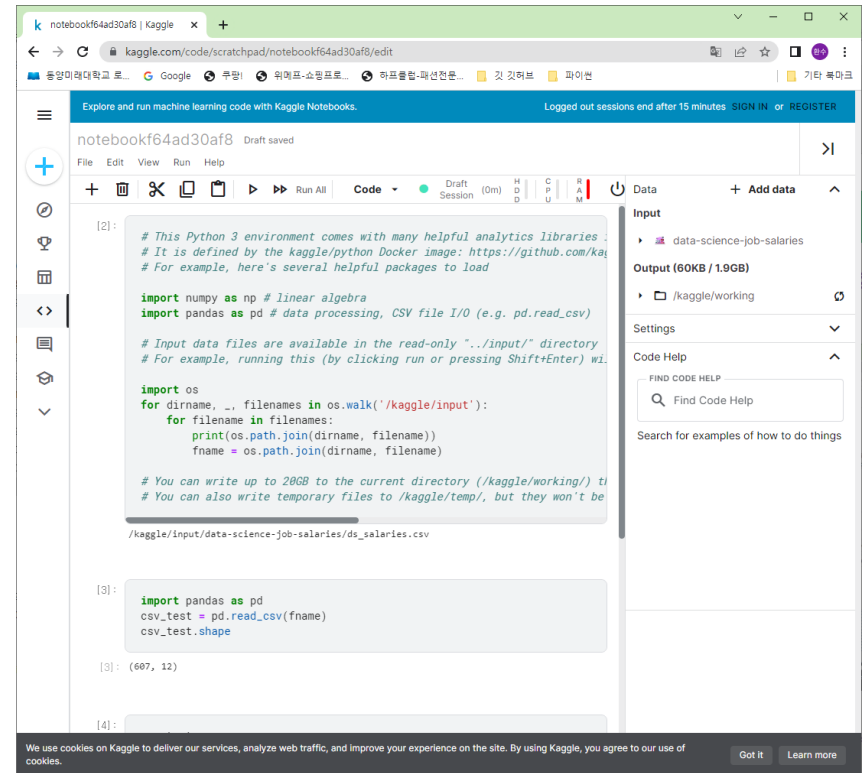 notebookf64ad30af8 | Kaggle
kaggle.com/code/scratchpad/notebookf64ad30af8/edit
동양미래대학교 로... Google 쿠팡! 위메프-쇼핑프로... 하프클럽-패션전문... 깃 깃허브 파이썬 기타 북마크
Explore and run machine learning code with Kaggle Notebooks. Logged out sessions end after 15 minutes SIGN IN or REGISTER
notebookf64ad30af8 Draft saved
File Edit View Run Help
Run All Code Draft Session (0m) HDD CPU RAM
Data + Add data
Input
data-science-job-salaries
Output (60KB / 1.9GB)
/kaggle/working
Settings
Code Help
FIND CODE HELP
Find Code Help
Search for examples of how to do things
[2]:
# This Python 3 environment comes with many helpful analytics libraries i
# It is defined by the kaggle/python Docker image: https://github.com/kag
# For example, here's several helpful packages to load
import numpy as np # linear algebra
import pandas as pd # data processing, CSV file I/O (e.g. pd.read_csv)
# Input data files are available in the read-only "../input/" directory
# For example, running this (by clicking run or pressing Shift+Enter) wi
import os
for dirname, _, filenames in os.walk('/kaggle/input'):
for filename in filenames:
print(os.path.join(dirname, filename))
fname = os.path.join(dirname, filename)
# You can write up to 20GB to the current directory (/kaggle/working/) th
# You can also write temporary files to /kaggle/temp/, but they won't be
/kaggle/input/data-science-job-salaries/ds_salaries.csv
[3]:
import pandas as pd
csv_test = pd.read_csv(fname)
csv_test.shape
[3]: (607, 12)
[4]:
We use cookies on Kaggle to deliver our services, analyze web traffic, and improve your experience on the site. By using Kaggle, you agree to our use of
cookies.
Got it Learn more